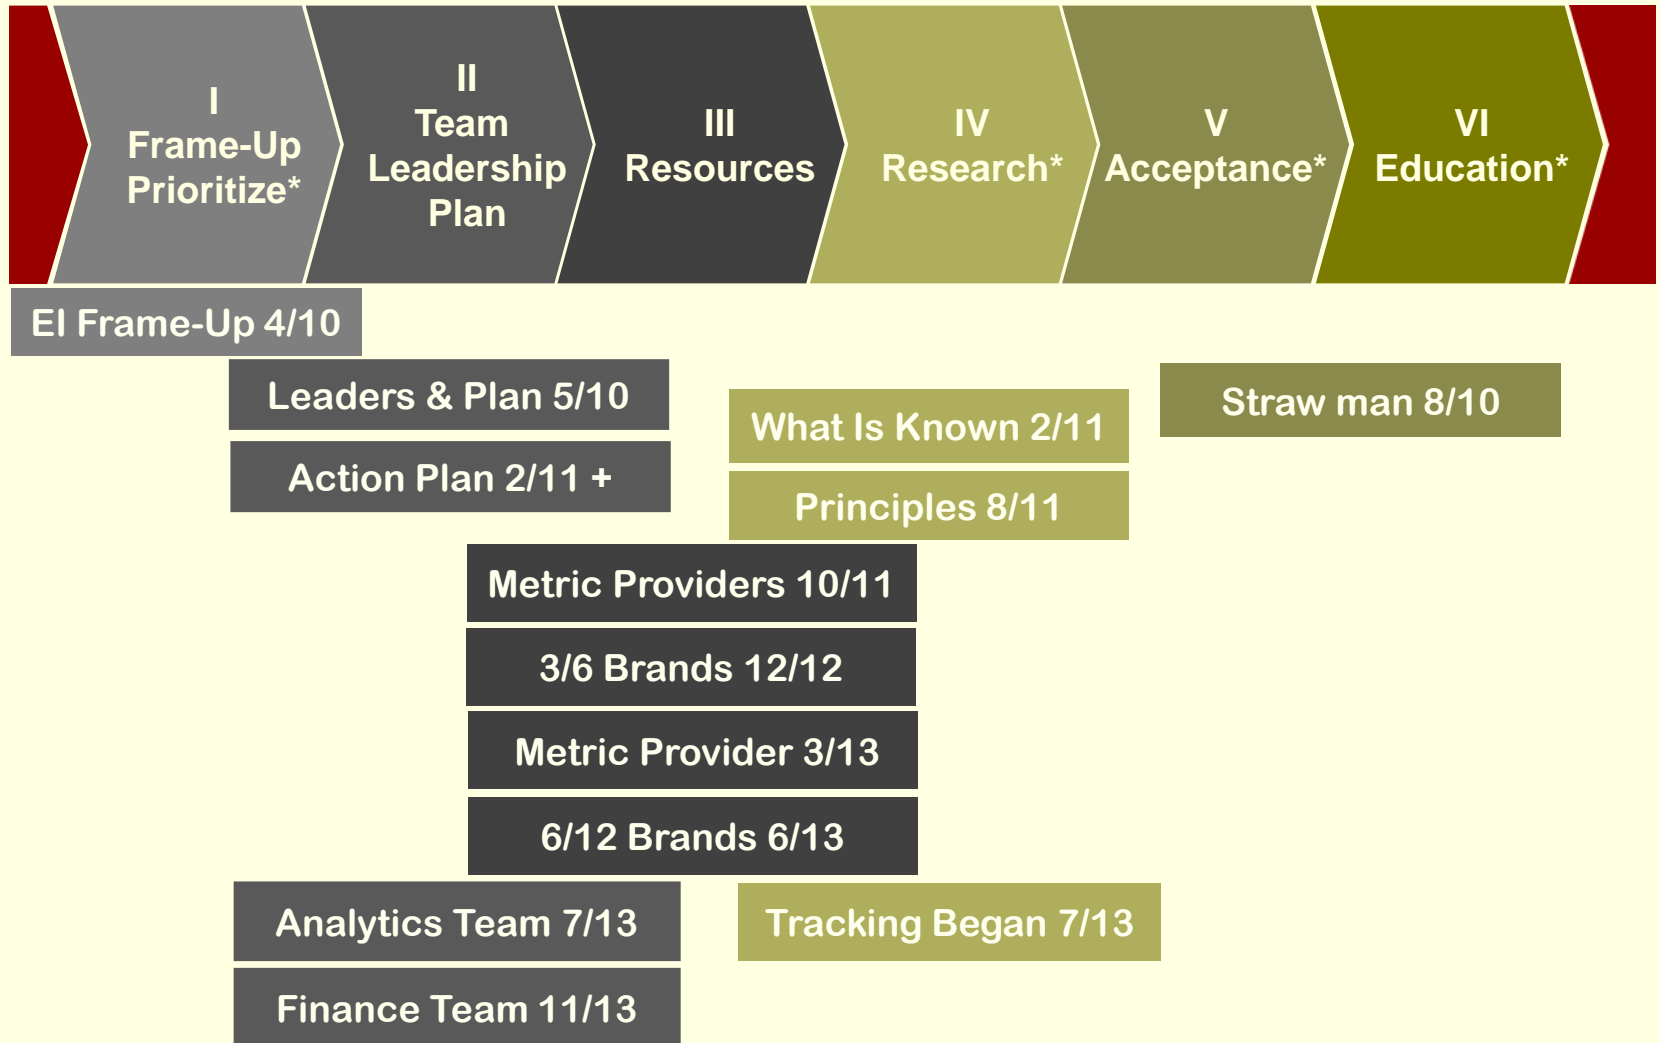 I
Frame-Up
Prioritize*
II
Team
Leadership
Plan
III
Resources
IV
Research*
V
Acceptance*
VI
Education*
EI Frame-Up 4/10
Leaders & Plan 5/10
Action Plan 2/11 +
What Is Known 2/11
Principles 8/11
Straw man 8/10
Metric Providers 10/11
3/6 Brands 12/12
Metric Provider 3/13
6/12 Brands 6/13
Analytics Team 7/13
Tracking Began 7/13
Finance Team 11/13